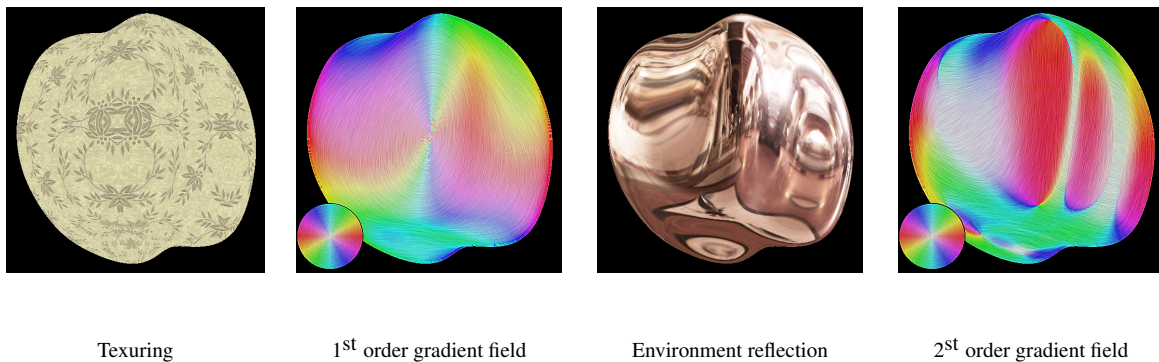 Texuring
1st order gradient field
Environment reflection
2st order gradient field